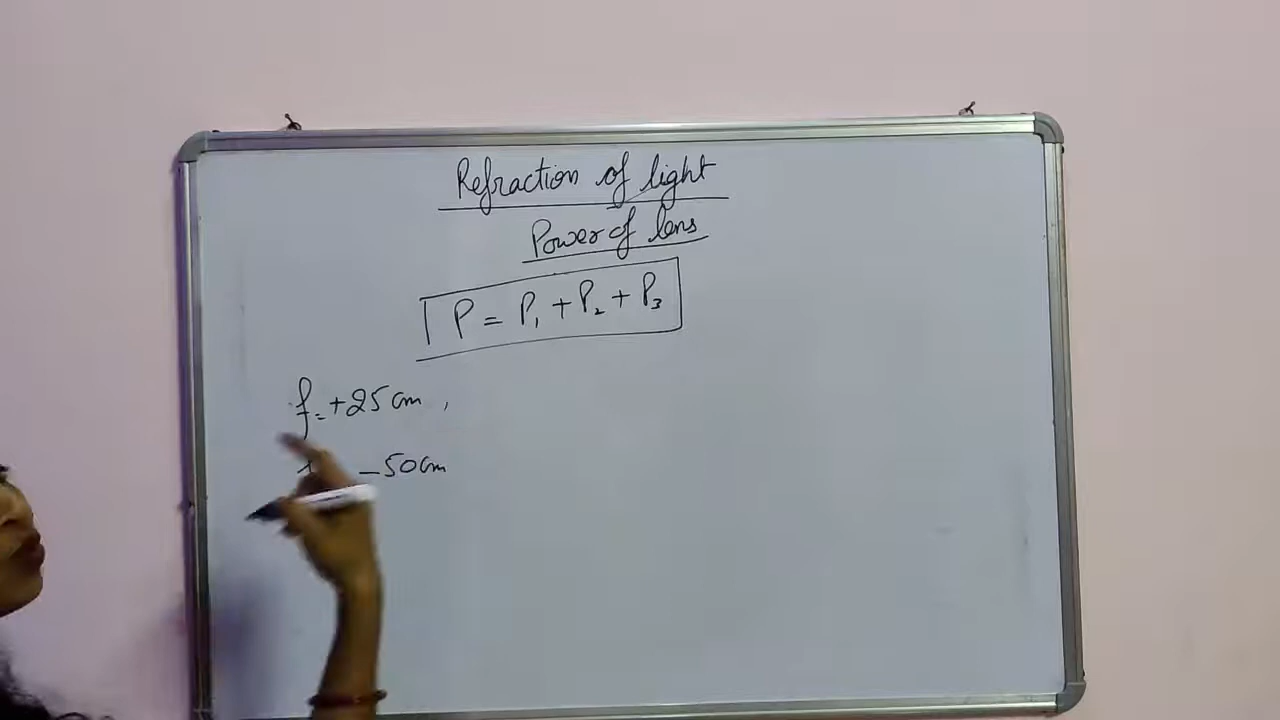 Refraction of light
Power of lens
P = P₁ + P₂ + P₃
f = +25 cm ,
-50cm